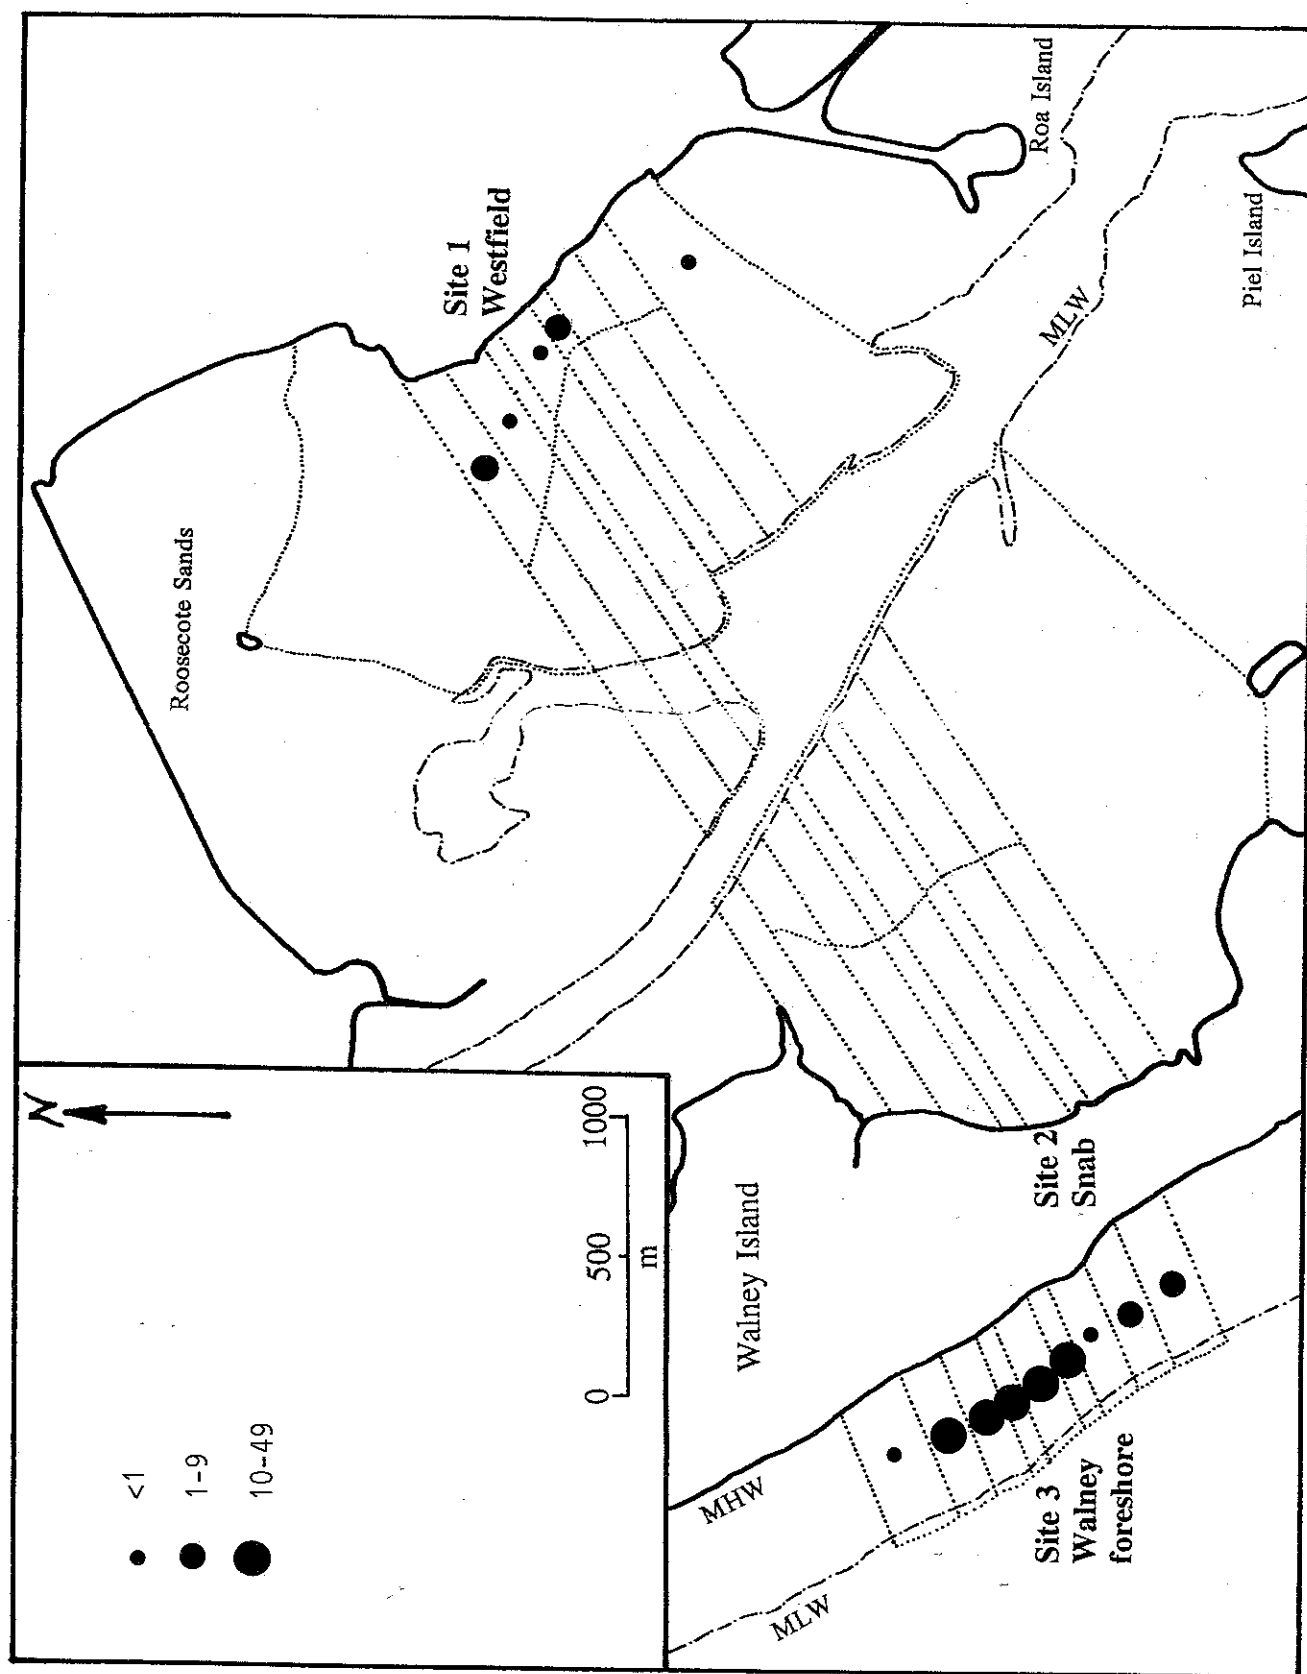 N
<1
1-9
10-49
0 500 1000
m
Roosecote Sands
Site 1
Westfield
Roa Island
MLW
Piel Island
Walney Island
Site 2
Snab
MHW
MLW
Site 3
Walney
foreshore